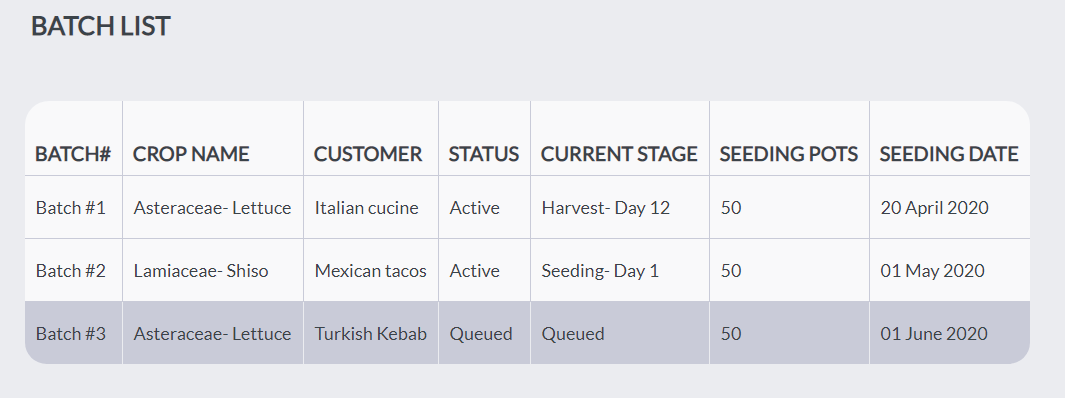 BATCH LIST
BATCH# CROP NAME CUSTOMER STATUS CURRENT STAGE SEEDING POTS SEEDING DATE
Batch #1 Asteraceae- Lettuce Italian cucine Active Harvest- Day 12 50 20 April 2020
Batch #2 Lamiaceae- Shiso Mexican tacos Active Seeding- Day 1 50 01 May 2020
Batch #3 Asteraceae- Lettuce Turkish Kebab Queued Queued 50 01 June 2020